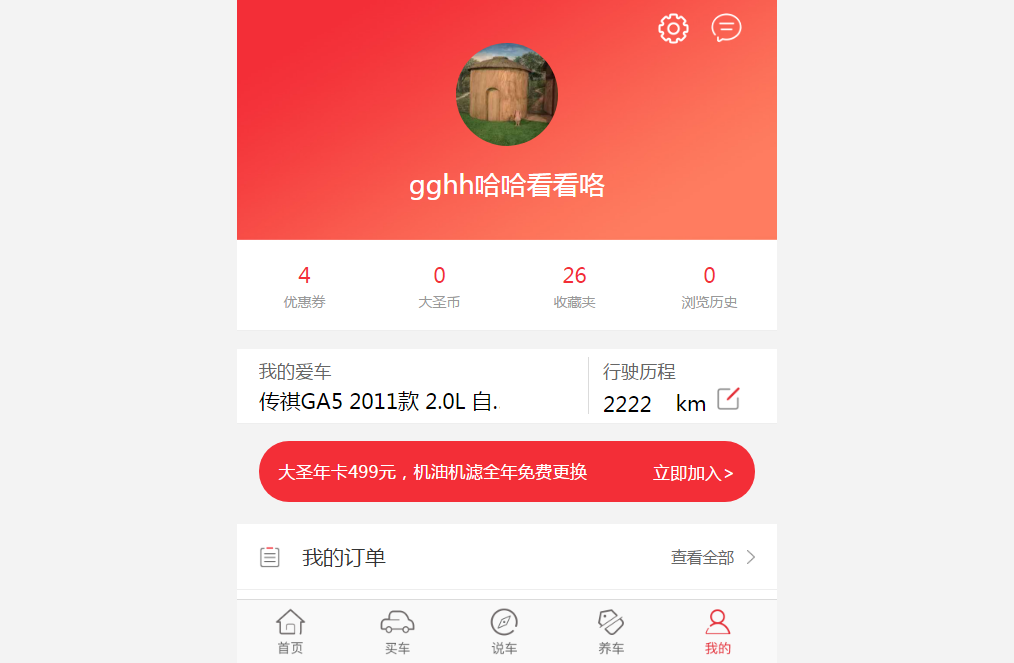 gghh哈哈看看咯
4 0 26 0
优惠券 大圣币 收藏夹 浏览历史
我的爱车 行驶历程
传祺GA5 2011款 2.0L 自. 2222 km
大圣年卡499元，机油机滤全年免费更换 立即加入>
我的订单 查看全部
首页 买车 说车 养车 我的